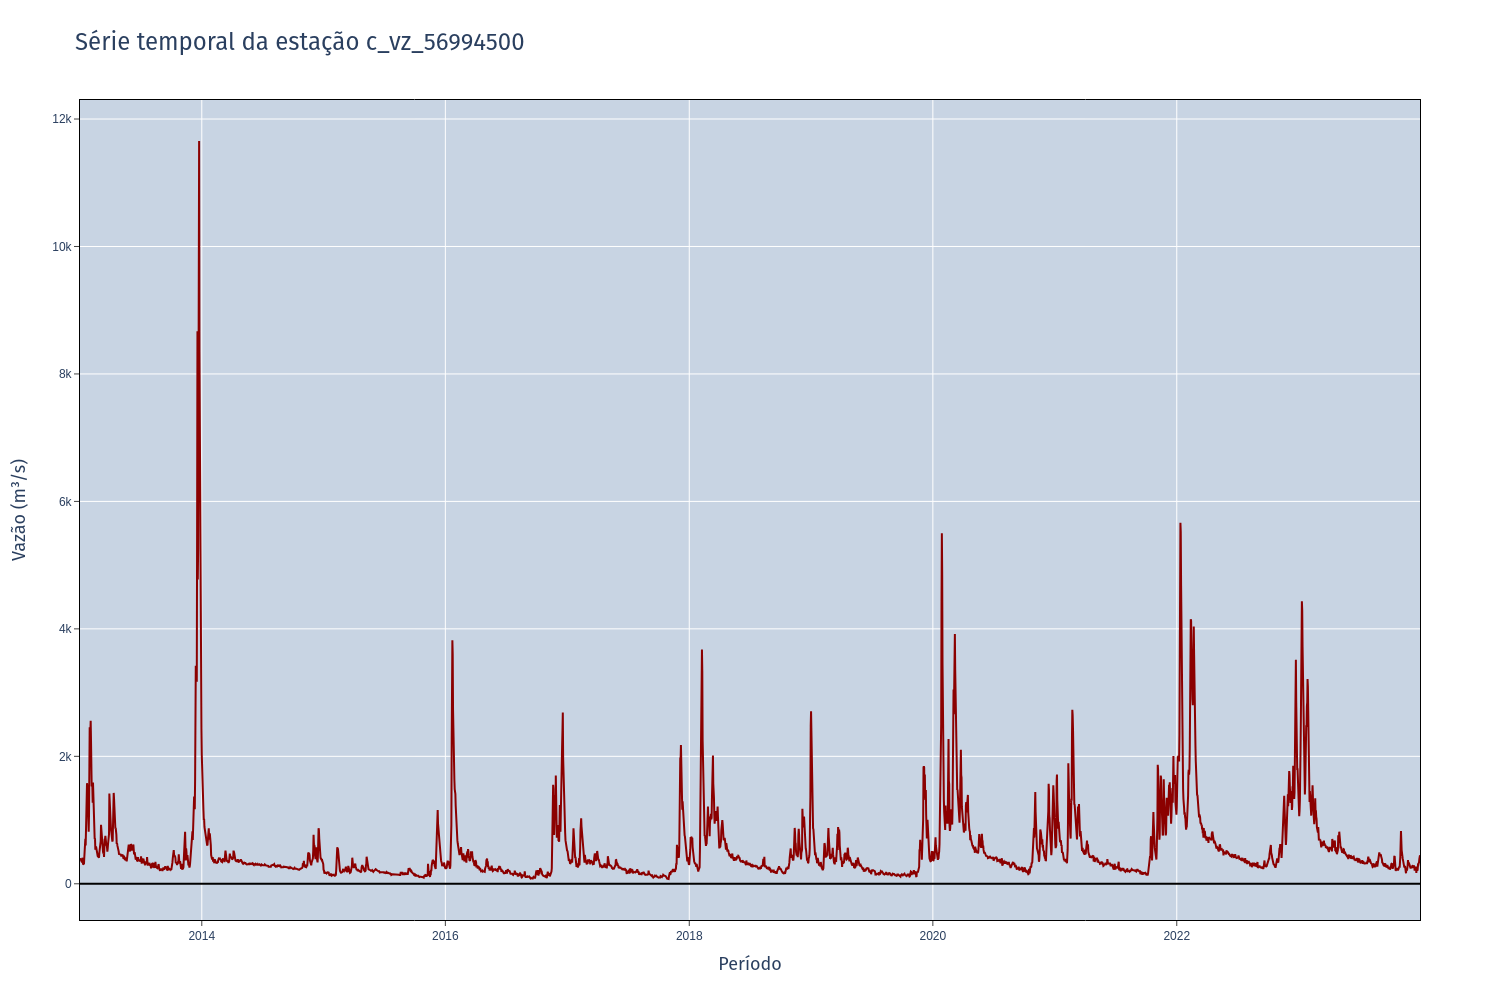 Série temporal da estação c_vz_56994500
12k
10k
8k
6k
4k
2k
0
Vazão (m³/s)
2014
2016
2018
2020
2022
Período